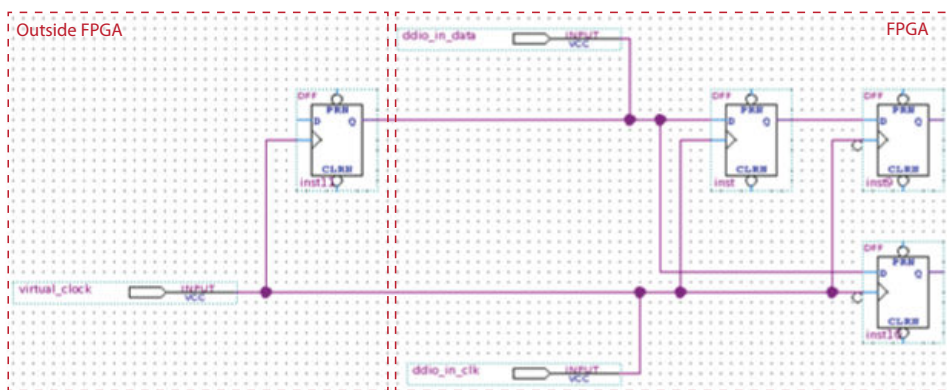 Outside FPGA
FPGA
ddio_in_data
INPUT
VCC
DFF
PRN
D
Q
CLRN
inst11
DFF
PRN
D
Q
CLRN
inst
DFF
PRN
D
Q
CLRN
inst9
virtual_clock
INPUT
VCC
DFF
PRN
D
Q
CLRN
inst10
ddio_in_clk
INPUT
VCC